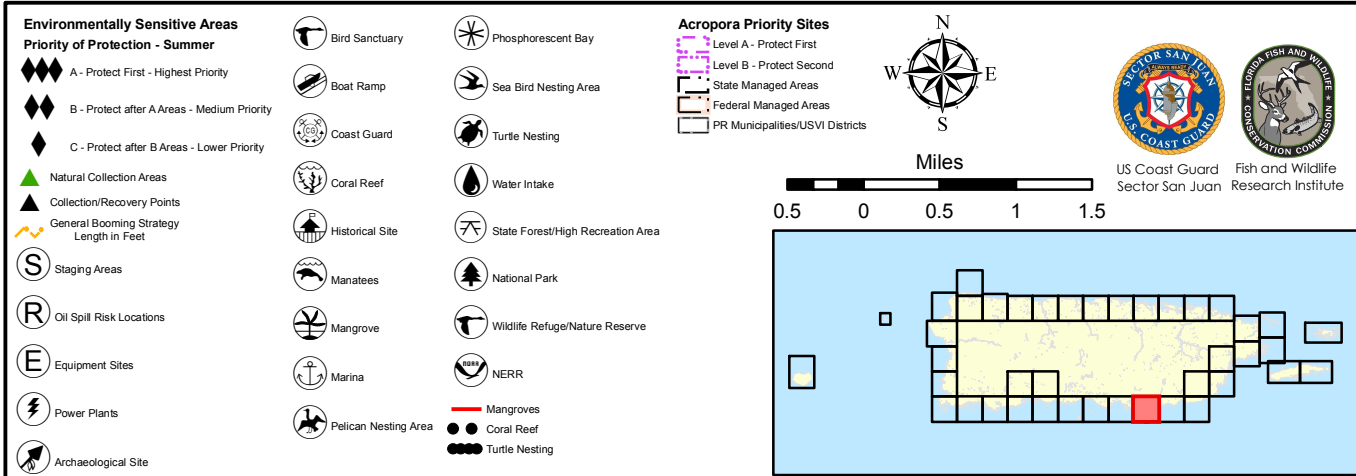 Environmentally Sensitive Areas
Priority of Protection - Summer
A - Protect First - Highest Priority
B - Protect after A Areas - Medium Priority
C - Protect after B Areas - Lower Priority
Natural Collection Areas
Collection/Recovery Points
General Booming Strategy
Length in Feet
S Staging Areas
R Oil Spill Risk Locations
E Equipment Sites
Power Plants
Archaeological Site
Bird Sanctuary
Boat Ramp
CG Coast Guard
Coral Reef
Historical Site
Manatees
Mangrove
Marina
Pelican Nesting Area
Phosphorescent Bay
Sea Bird Nesting Area
Turtle Nesting
Water Intake
State Forest/High Recreation Area
National Park
Wildlife Refuge/Nature Reserve
NERR
Mangroves
Coral Reef
Turtle Nesting
Acropora Priority Sites
Level A - Protect First
Level B - Protect Second
State Managed Areas
Federal Managed Areas
PR Municipalities/USVI Districts
N
W E
S
Miles
0.5 0 0.5 1 1.5
SECTOR SAN JUAN
ALWAYS READY
U.S. COAST GUARD
US Coast Guard
Sector San Juan
FLORIDA FISH AND WILDLIFE
CONSERVATION COMMISSION
Fish and Wildlife
Research Institute